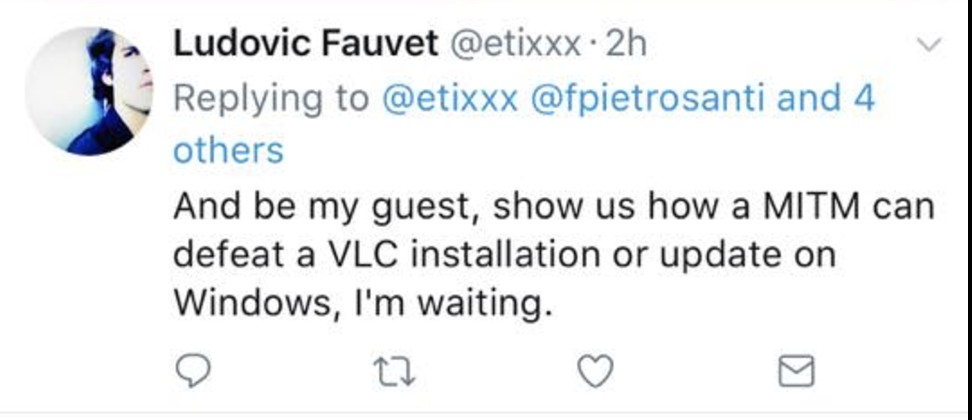 Ludovic Fauvet @etixxx · 2h
Replying to @etixxx @fpietrosanti and 4
others
And be my guest, show us how a MITM can
defeat a VLC installation or update on
Windows, I'm waiting.